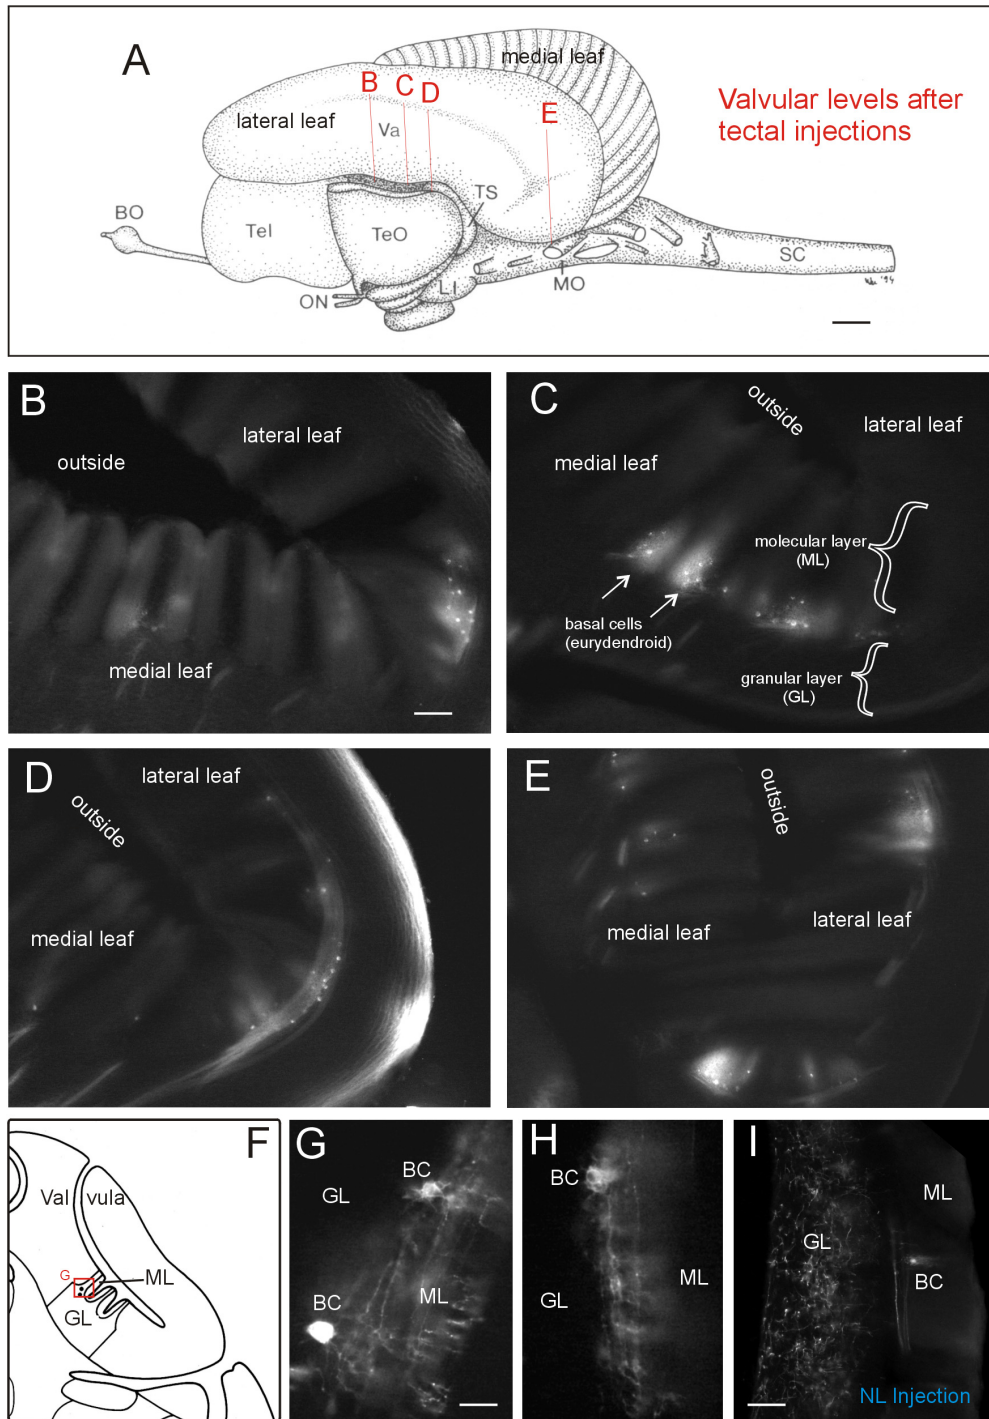 A
medial leaf
B
C
D
E
lateral leaf
Va
Valvular levels after
tectal injections
BO
Tel
TeO
TS
ON
LI
MO
SC
B
lateral leaf
outside
medial leaf
C
outside
lateral leaf
medial leaf
molecular layer
(ML)
basal cells
(eurydendroid)
granular layer
(GL)
D
lateral leaf
outside
medial leaf
E
outside
lateral leaf
medial leaf
F
Val
vula
G
ML
GL
G
BC
GL
BC
ML
H
BC
ML
GL
I
ML
GL
BC
NL Injection